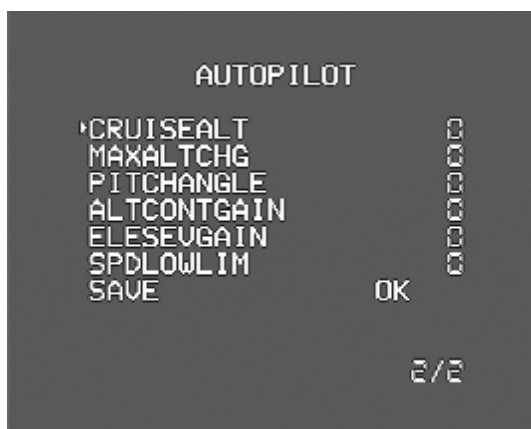 AUTOPILOT
CRUISEALT 0
MAXALTCHG 0
PITCHANGLE 0
ALTCONTGAIN 0
ELESEVGAIN 0
SPDLOWLIM 0
SAVE OK
2/2